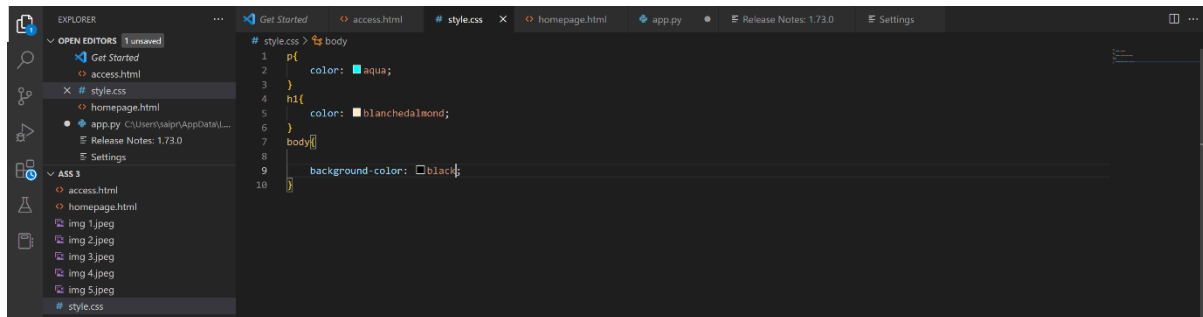 EXPLORER ...
OPEN EDITORS 1 unsaved
Get Started
access.html
# style.css
homepage.html
app.py C:\Users\saipr\AppData\L...
Release Notes: 1.73.0
Settings
ASS 3
access.html
homepage.html
img 1.jpeg
img 2.jpeg
img 3.jpeg
img 4.jpeg
img 5.jpeg
# style.css
Get Started access.html # style.css homepage.html app.py Release Notes: 1.73.0 Settings ...
# style.css > body
1 p{
2 color: aqua;
3 }
4 h1{
5 color: blanchedalmond;
6 }
7 body{
8
9 background-color: black;
10 }
1